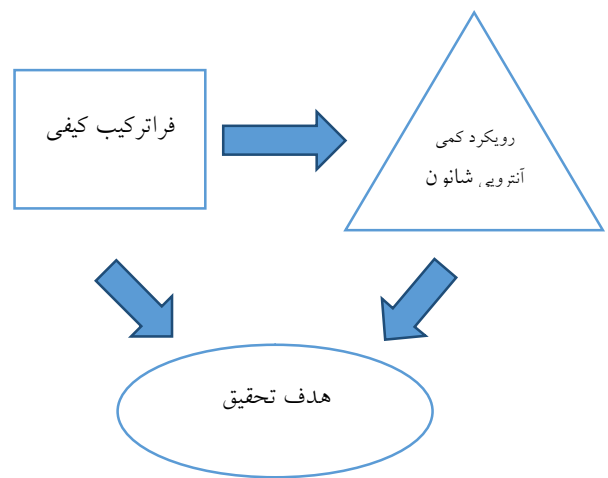 فراترکیب کیفی
رویکرد کمی
آنتروپی شانون
هدف تحقیق